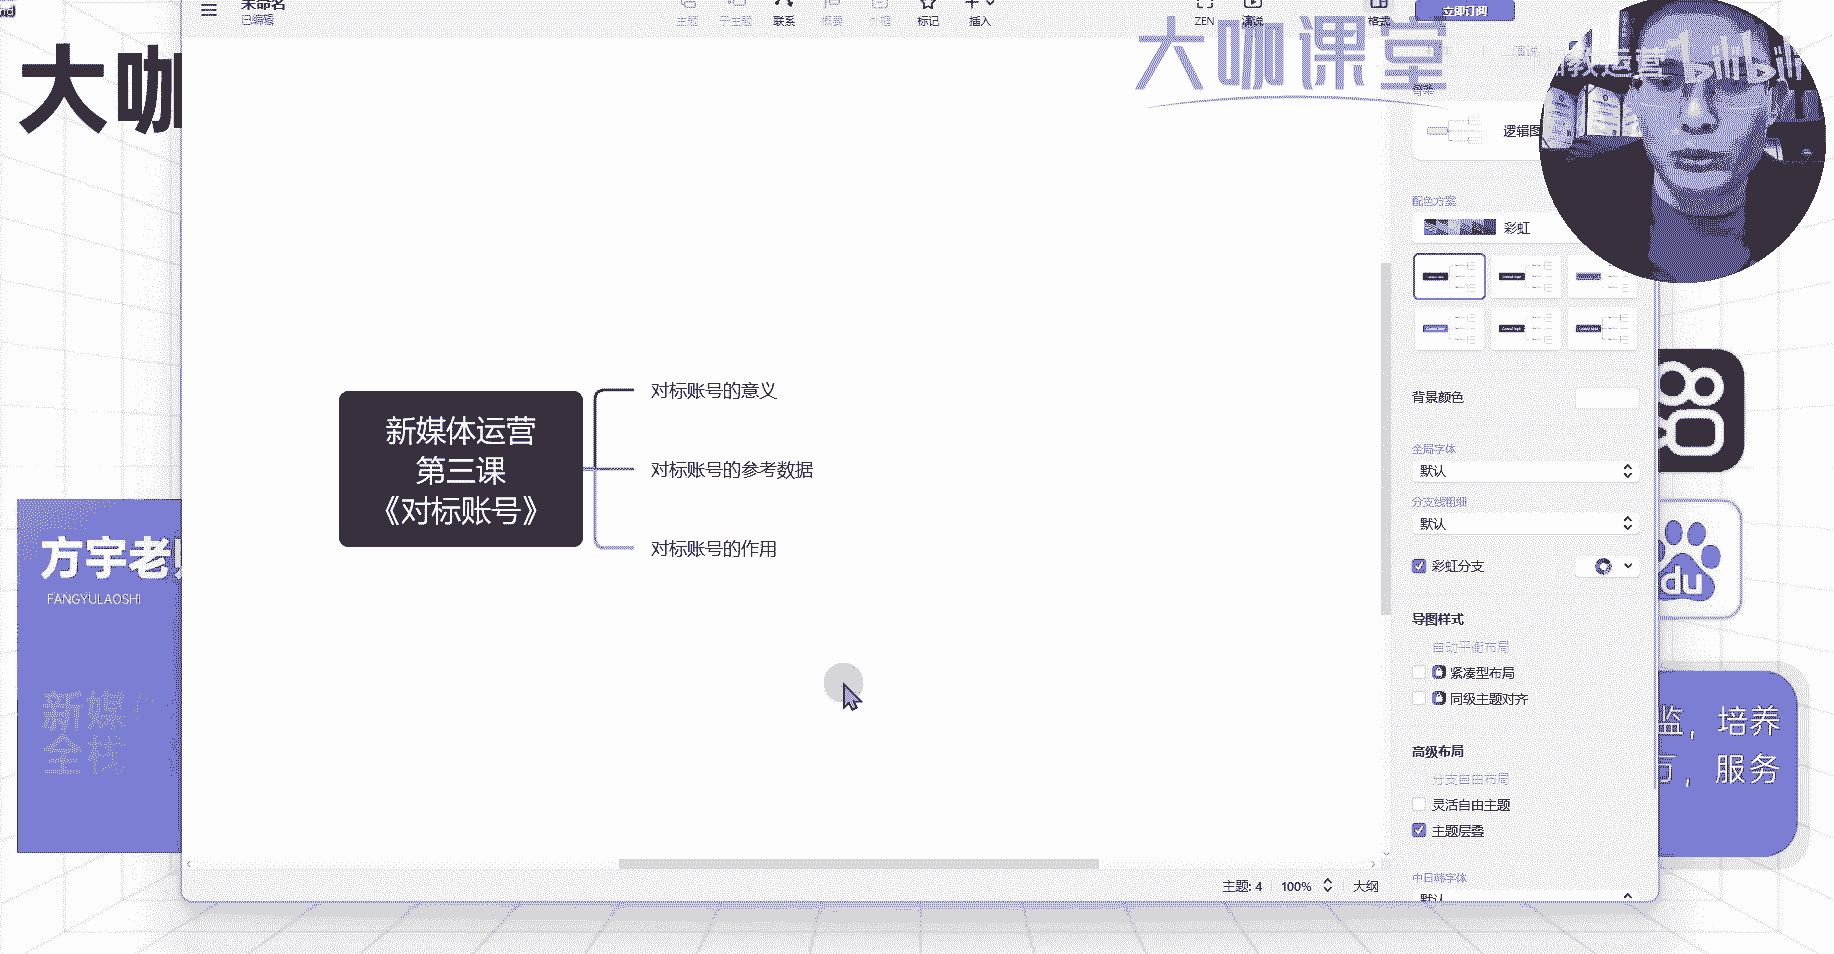 未命名
已编辑
主题
子主题
联系
概要
外框
标记
插入
ZEN
演说
格式
立即订阅
大咖课堂
教运营
bilibili
大咖
逻辑图
配色方案
彩虹
新媒体运营
第三课
《对标账号》
对标账号的意义
对标账号的参考数据
对标账号的作用
背景颜色
全局字体
默认
分支线粗细
默认
彩虹分支
导图样式
自动平衡布局
紧凑型布局
同级主题对齐
高级布局
分支自由布局
灵活自由主题
主题层叠
中日韩字体
默认
主题: 4
100%
大纲
方宇老师
FANGYULAOSHI
新媒体
全栈
du
监，培养
万，服务